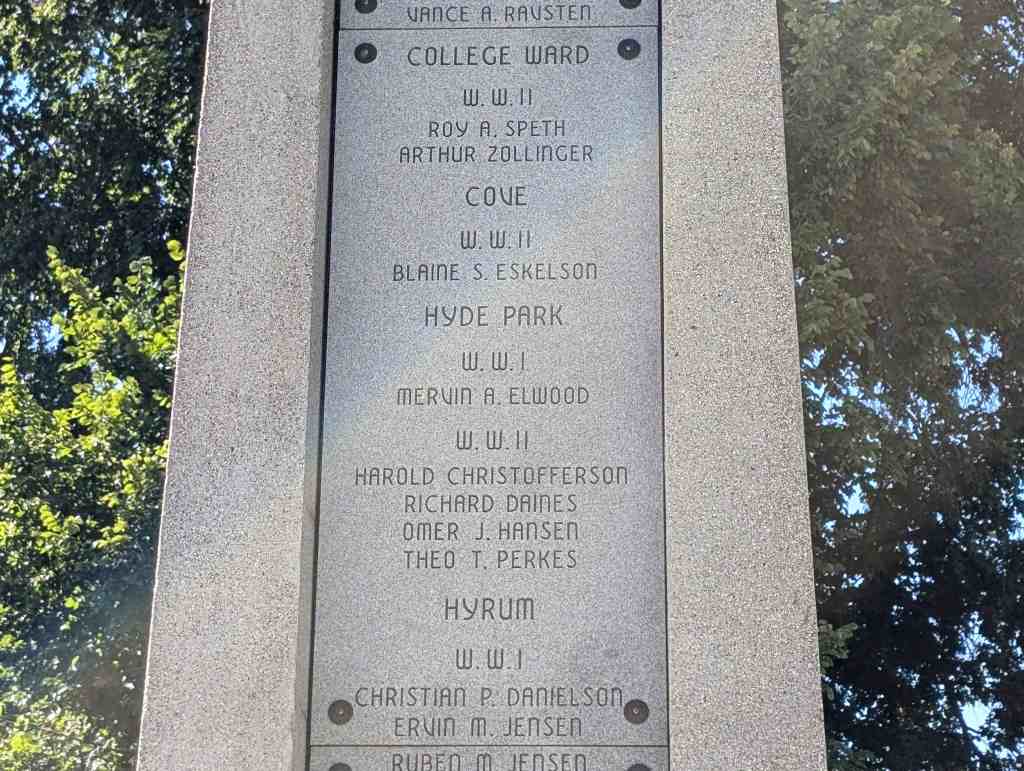 VANCE A. RAVSTEN
COLLEGE WARD
W. W. II
ROY A. SPETH
ARTHUR ZOLLINGER
COVE
W. W. II
BLAINE S. ESKELSON
HYDE PARK
W. W. I
MERVIN A. ELWOOD
W. W. II
HAROLD CHRISTOFFERSON
RICHARD DAINES
OMER J. HANSEN
THEO T. PERKES
HYRUM
W. W. I
CHRISTIAN P. DANIELSON
ERVIN M. JENSEN
RUBEN M. JENSEN